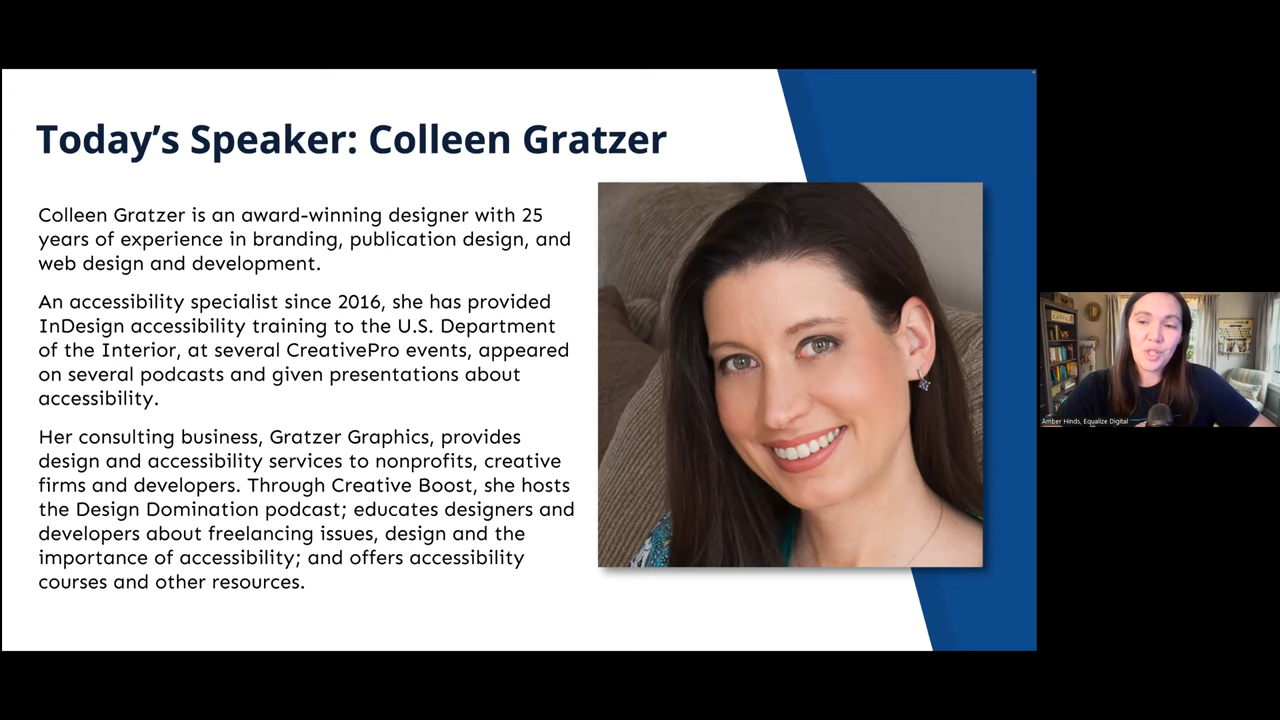 Today’s Speaker: Colleen Gratzer
Colleen Gratzer is an award-winning designer with 25
years of experience in branding, publication design, and
web design and development.
An accessibility specialist since 2016, she has provided
InDesign accessibility training to the U.S. Department
of the Interior, at several CreativePro events, appeared
on several podcasts and given presentations about
accessibility.
Her consulting business, Gratzer Graphics, provides
design and accessibility services to nonprofits, creative
firms and developers. Through Creative Boost, she hosts
the Design Domination podcast; educates designers and
developers about freelancing issues, design and the
importance of accessibility; and offers accessibility
courses and other resources.
Amber Hinds, Equalize Digital